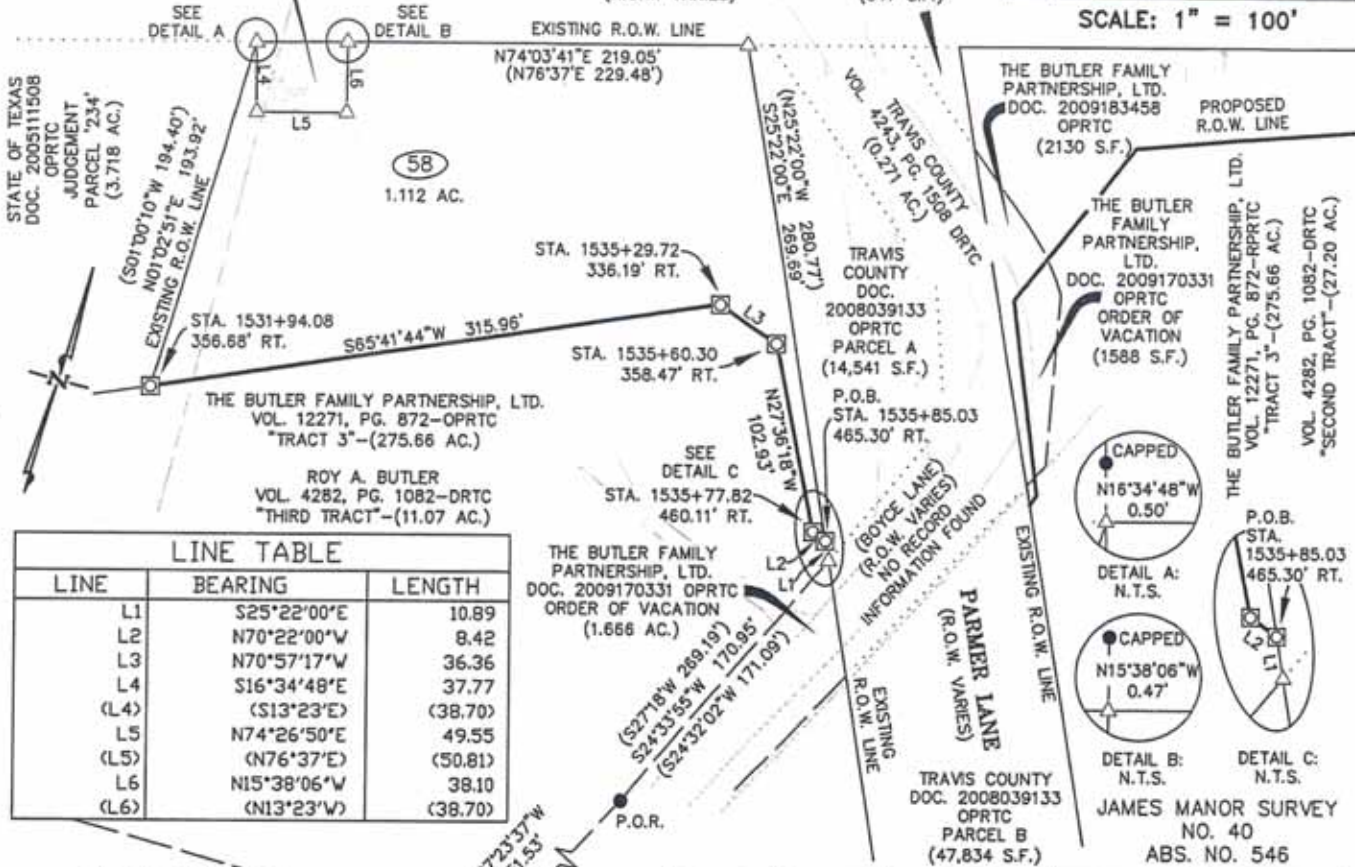 SCALE: 1" = 100'
SEE
DETAIL A
SEE
DETAIL B
EXISTING R.O.W. LINE
N74°03'41"E 219.05'
(N76°37'E 229.48')
L4
L6
L5
STATE OF TEXAS
DOC. 2005111508
OPRTC
JUDGEMENT
PARCEL "234"
(3.718 AC.)
(S01°00'10"W 194.40')
N01°02'51"E 193.92'
EXISTING R.O.W. LINE
58
1.112 AC.
(N25°22'00"W 280.77')
S25°22'00"E 269.69'
TRAVIS COUNTY
VOL. 4243, PG. 1508 DRTC
(0.271 AC.)
THE BUTLER FAMILY
PARTNERSHIP, LTD.
DOC. 2009183458
OPRTC
(2130 S.F.)
PROPOSED
R.O.W. LINE
STA. 1535+29.72
336.19' RT.
L3
STA. 1531+94.08
356.68' RT.
S65°41'44"W 315.96'
STA. 1535+60.30
358.47' RT.
TRAVIS
COUNTY
DOC.
2008039133
OPRTC
PARCEL A
(14,541 S.F.)
THE BUTLER
FAMILY
PARTNERSHIP,
LTD.
DOC. 2009170331
OPRTC
ORDER OF
VACATION
(1588 S.F.)
THE BUTLER FAMILY PARTNERSHIP, LTD.
VOL. 12271, PG. 872-RPRTC
"TRACT 3"-(275.66 AC.)
VOL. 4282, PG. 1082-DRTC
"SECOND TRACT"-(27.20 AC.)
N
THE BUTLER FAMILY PARTNERSHIP, LTD.
VOL. 12271, PG. 872-OPRTC
"TRACT 3"-(275.66 AC.)
ROY A. BUTLER
VOL. 4282, PG. 1082-DRTC
"THIRD TRACT"-(11.07 AC.)
N27°36'18"W
102.93'
P.O.B.
STA. 1535+85.03
465.30' RT.
SEE
DETAIL C
STA. 1535+77.82
460.11' RT.
L2
L1
THE BUTLER FAMILY
PARTNERSHIP, LTD.
DOC. 2009170331 OPRTC
ORDER OF VACATION
(1.666 AC.)
(BOYCE LANE)
(R.O.W. VARIES)
NO RECORD
INFORMATION FOUND
EXISTING R.O.W. LINE
PARMER LANE
(R.O.W. VARIES)
EXISTING
R.O.W. LINE
(S27°18'W 269.19')
S24°33'55"W 170.95'
(S24°32'02"W 171.09')
P.O.R.
TRAVIS COUNTY
DOC. 2008039133
OPRTC
PARCEL B
(47,834 S.F.)
CAPPED
N16°34'48"W
0.50'
DETAIL A:
N.T.S.
CAPPED
N15°38'06"W
0.47'
DETAIL B:
N.T.S.
P.O.B.
STA.
1535+85.03
465.30' RT.
L2
L1
DETAIL C:
N.T.S.
JAMES MANOR SURVEY
NO. 40
ABS. NO. 546
LINE TABLE
LINE BEARING LENGTH
L1 S25°22'00"E 10.89
L2 N70°22'00"W 8.42
L3 N70°57'17"W 36.36
L4 S16°34'48"E 37.77
(L4) (S13°23'E) (38.70)
L5 N74°26'50"E 49.55
(L5) (N76°37'E) (50.81)
L6 N15°38'06"W 38.10
(L6) (N13°23'W) (38.70)